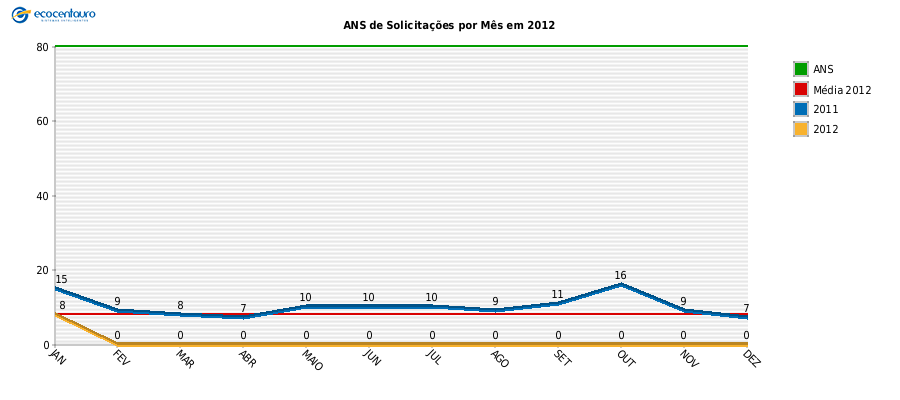 ecocentauro
ANS de Solicitações por Mês em 2012
80
60
40
20
0
15 9 8 7 10 10 10 9 11 16 9 7
8 0 0 0 0 0 0 0 0 0 0 0
JAN FEV MAR ABR MAIO JUN JUL AGO SET OUT NOV DEZ
ANS
Média 2012
2011
2012